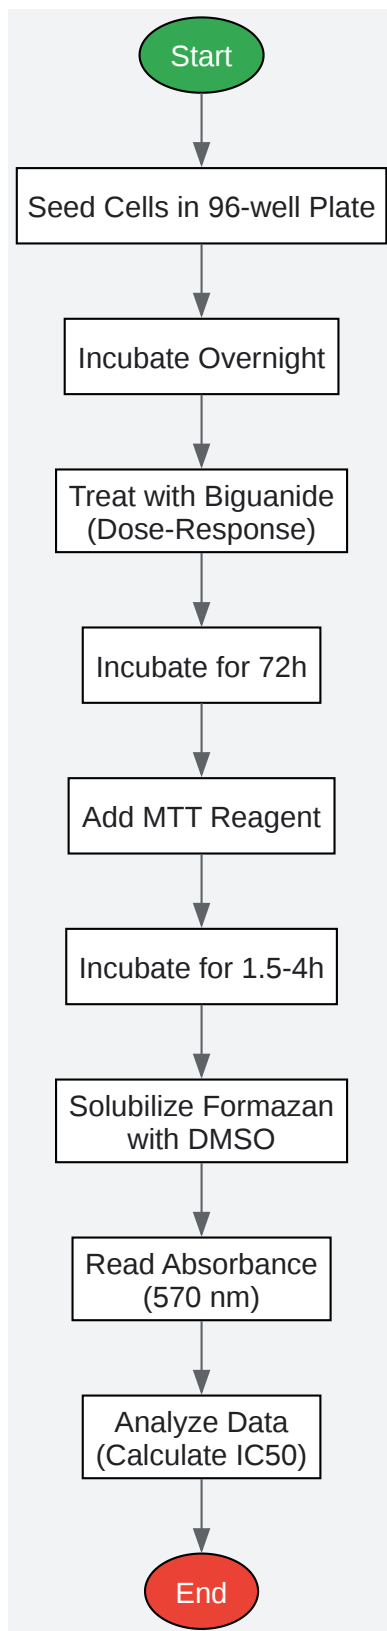 Start
Seed Cells in 96-well Plate
Incubate Overnight
Treat with Biguanide
(Dose-Response)
Incubate for 72h
Add MTT Reagent
Incubate for 1.5-4h
Solubilize Formazan
with DMSO
Read Absorbance
(570 nm)
Analyze Data
(Calculate IC50)
End